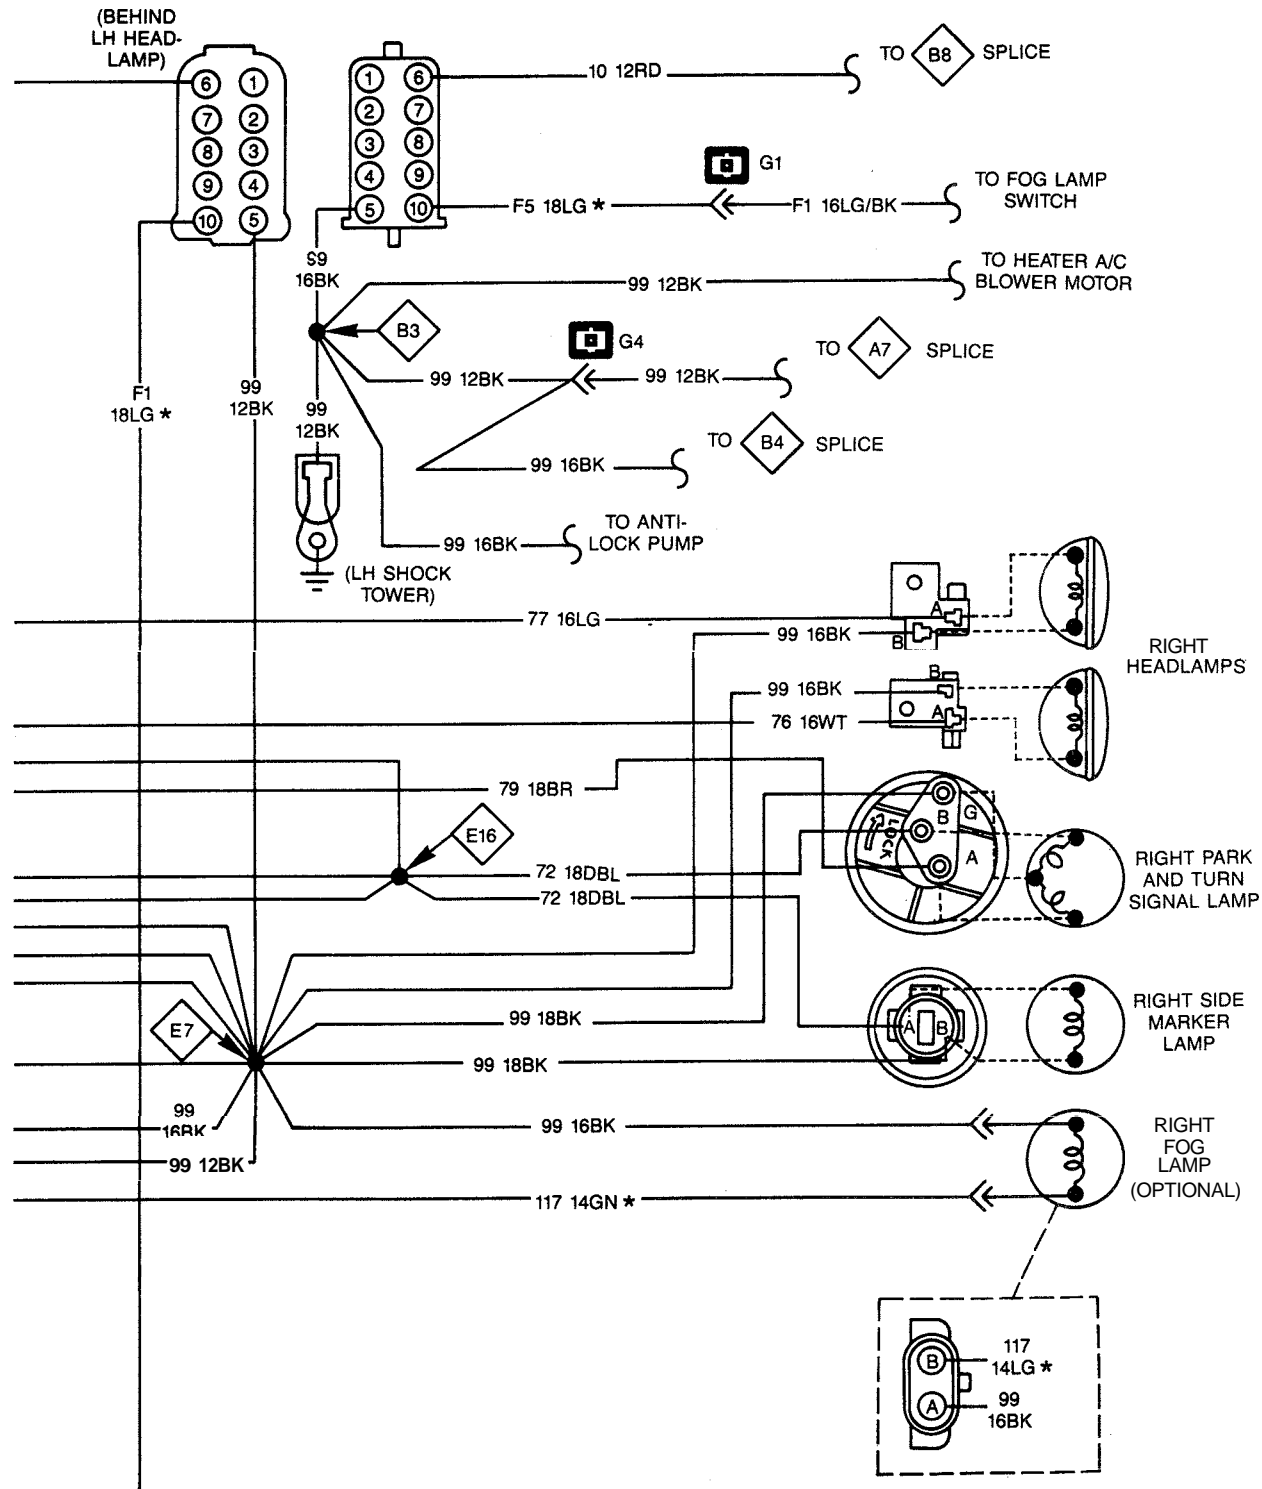 (BEHIND
LH HEAD-
LAMP)
6 1
7 2
8 3
9 4
10 5
1 6
2 7
3 8
4 9
5 10
10 12RD
TO B8 SPLICE
G1
F5 18LG *
F1 16LG/BK
TO FOG LAMP
SWITCH
S9
16BK
99 12BK
TO HEATER A/C
BLOWER MOTOR
B3
G4
TO A7 SPLICE
99 12BK
99 12BK
F1
18LG *
99
12BK
99
12BK
TO B4 SPLICE
99 16BK
TO ANTI-
LOCK PUMP
99 16BK
(LH SHOCK
TOWER)
77 16LG
A
99 16BK
B
RIGHT
HEADLAMPS
B
99 16BK
A
76 16WT
79 18BR
E16
B
G
LOCK
A
72 18DBL
72 18DBL
RIGHT PARK
AND TURN
SIGNAL LAMP
E7
99 18BK
A B
RIGHT SIDE
MARKER
LAMP
99 18BK
99
16BK
99 16BK
99 12BK
RIGHT
FOG
LAMP
(OPTIONAL)
117 14GN *
B
117
14LG *
A
99
16BK